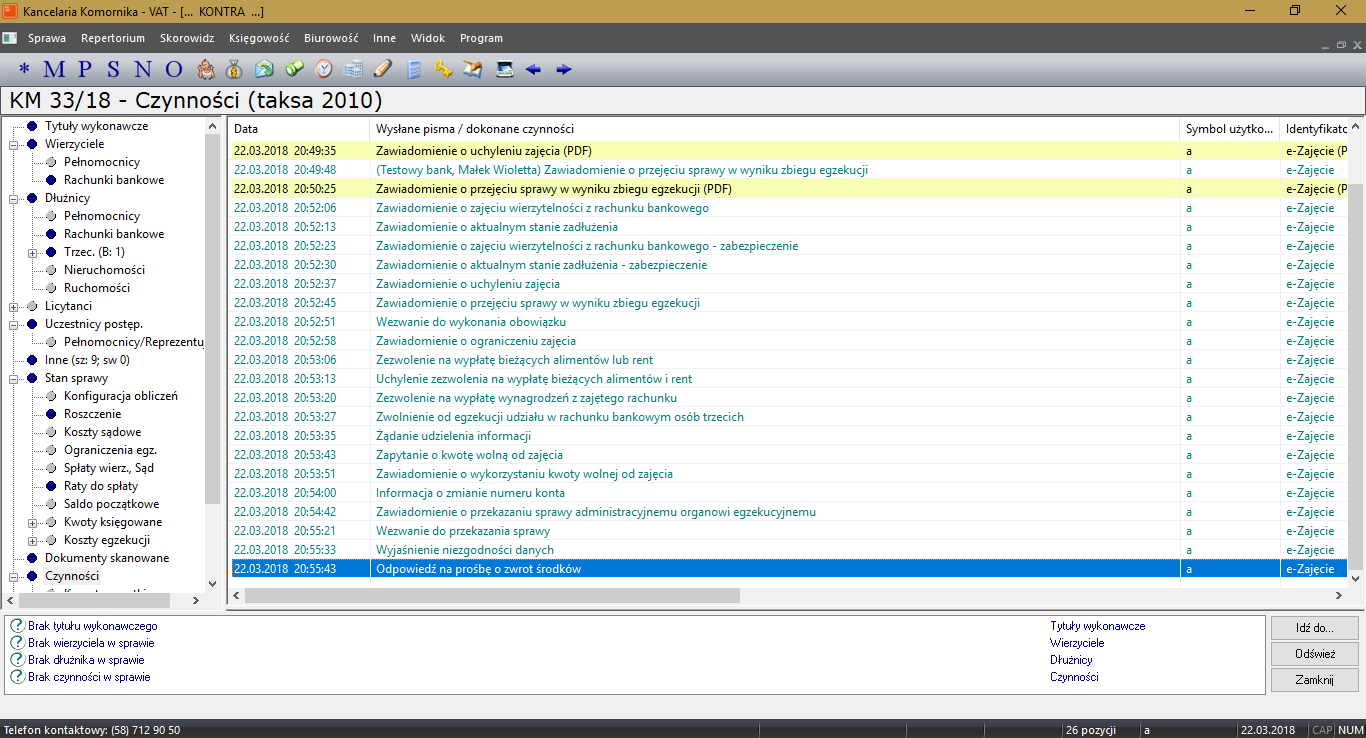 Kancelaria Komornika - VAT - [... KONTRA ...]
Sprawa Repertorium Skorowidz Księgowość Biurowość Inne Widok Program
* M P S N O
KM 33/18 - Czynności (taksa 2010)
Tytuły wykonawcze
Wierzyciele
Pełnomocnicy
Rachunki bankowe
Dłużnicy
Pełnomocnicy
Rachunki bankowe
Trzec. (B: 1)
Nieruchomości
Ruchomości
Licytanci
Uczestnicy postęp.
Pełnomocnicy/Reprezentu
Inne (sz: 9; sw 0)
Stan sprawy
Konfiguracja obliczeń
Roszczenie
Koszty sądowe
Ograniczenia egz.
Spłaty wierz., Sąd
Raty do spłaty
Saldo początkowe
Kwoty księgowane
Koszty egzekucji
Dokumenty skanowane
Czynności
Data Wysłane pisma / dokonane czynności Symbol użytko... Identyfikato
22.03.2018 20:49:35 Zawiadomienie o uchyleniu zajęcia (PDF) a e-Zajęcie (P
22.03.2018 20:49:48 (Testowy bank, Małek Wioletta) Zawiadomienie o przejęciu sprawy w wyniku zbiegu egzekucji a e-Zajęcie
22.03.2018 20:50:25 Zawiadomienie o przejęciu sprawy w wyniku zbiegu egzekucji (PDF) a e-Zajęcie (P
22.03.2018 20:52:06 Zawiadomienie o zajęciu wierzytelności z rachunku bankowego a e-Zajęcie
22.03.2018 20:52:13 Zawiadomienie o aktualnym stanie zadłużenia a e-Zajęcie
22.03.2018 20:52:23 Zawiadomienie o zajęciu wierzytelności z rachunku bankowego - zabezpieczenie a e-Zajęcie
22.03.2018 20:52:30 Zawiadomienie o aktualnym stanie zadłużenia - zabezpieczenie a e-Zajęcie
22.03.2018 20:52:37 Zawiadomienie o uchyleniu zajęcia a e-Zajęcie
22.03.2018 20:52:45 Zawiadomienie o przejęciu sprawy w wyniku zbiegu egzekucji a e-Zajęcie
22.03.2018 20:52:51 Wezwanie do wykonania obowiązku a e-Zajęcie
22.03.2018 20:52:58 Zawiadomienie o ograniczeniu zajęcia a e-Zajęcie
22.03.2018 20:53:06 Zezwolenie na wypłatę bieżących alimentów lub rent a e-Zajęcie
22.03.2018 20:53:13 Uchylenie zezwolenia na wypłatę bieżących alimentów i rent a e-Zajęcie
22.03.2018 20:53:20 Zezwolenie na wypłatę wynagrodzeń z zajętego rachunku a e-Zajęcie
22.03.2018 20:53:27 Zwolnienie od egzekucji udziału w rachunku bankowym osób trzecich a e-Zajęcie
22.03.2018 20:53:35 Żądanie udzielenia informacji a e-Zajęcie
22.03.2018 20:53:43 Zapytanie o kwotę wolną od zajęcia a e-Zajęcie
22.03.2018 20:53:51 Zawiadomienie o wykorzystaniu kwoty wolnej od zajęcia a e-Zajęcie
22.03.2018 20:54:00 Informacja o zmianie numeru konta a e-Zajęcie
22.03.2018 20:54:42 Zawiadomienie o przekazaniu sprawy administracyjnemu organowi egzekucyjnemu a e-Zajęcie
22.03.2018 20:55:21 Wezwanie do przekazania sprawy a e-Zajęcie
22.03.2018 20:55:33 Wyjaśnienie niezgodności danych a e-Zajęcie
22.03.2018 20:55:43 Odpowiedź na prośbę o zwrot środków a e-Zajęcie
Brak tytułu wykonawczego Tytuły wykonawcze
Brak wierzyciela w sprawie Wierzyciele
Brak dłużnika w sprawie Dłużnicy
Brak czynności w sprawie Czynności
Idź do...
Odśwież
Zamknij
Telefon kontaktowy: (58) 712 90 50 26 pozycji a 22.03.2018 CAP NUM